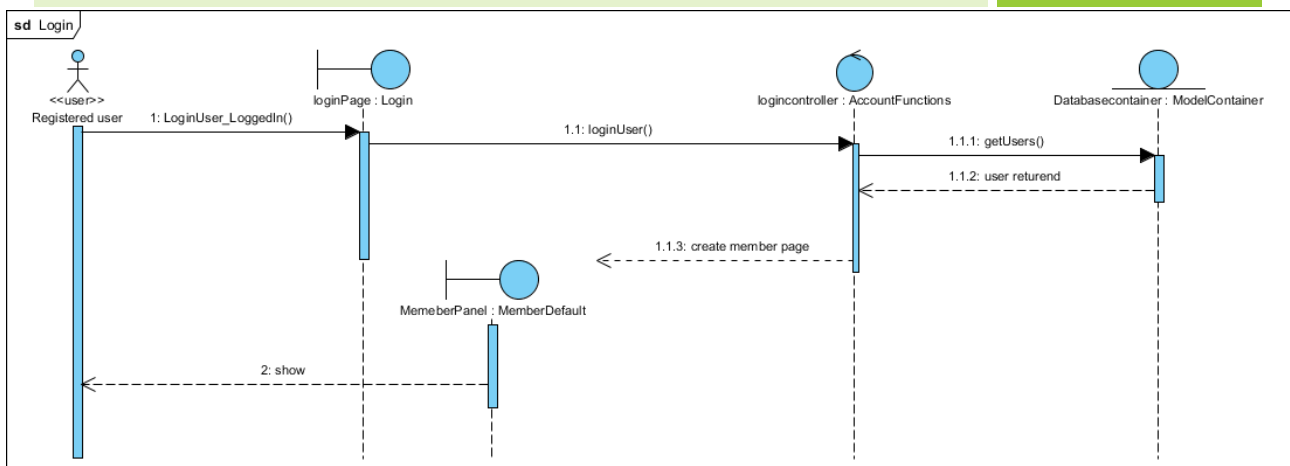 sd Login
<<user>>
Registered user
loginPage : Login
logincontroller : AccountFunctions
Databasecontainer : ModelContainer
1: LoginUser_LoggedIn()
1.1: loginUser()
1.1.1: getUsers()
1.1.2: user returend
1.1.3: create member page
MemeberPanel : MemberDefault
2: show